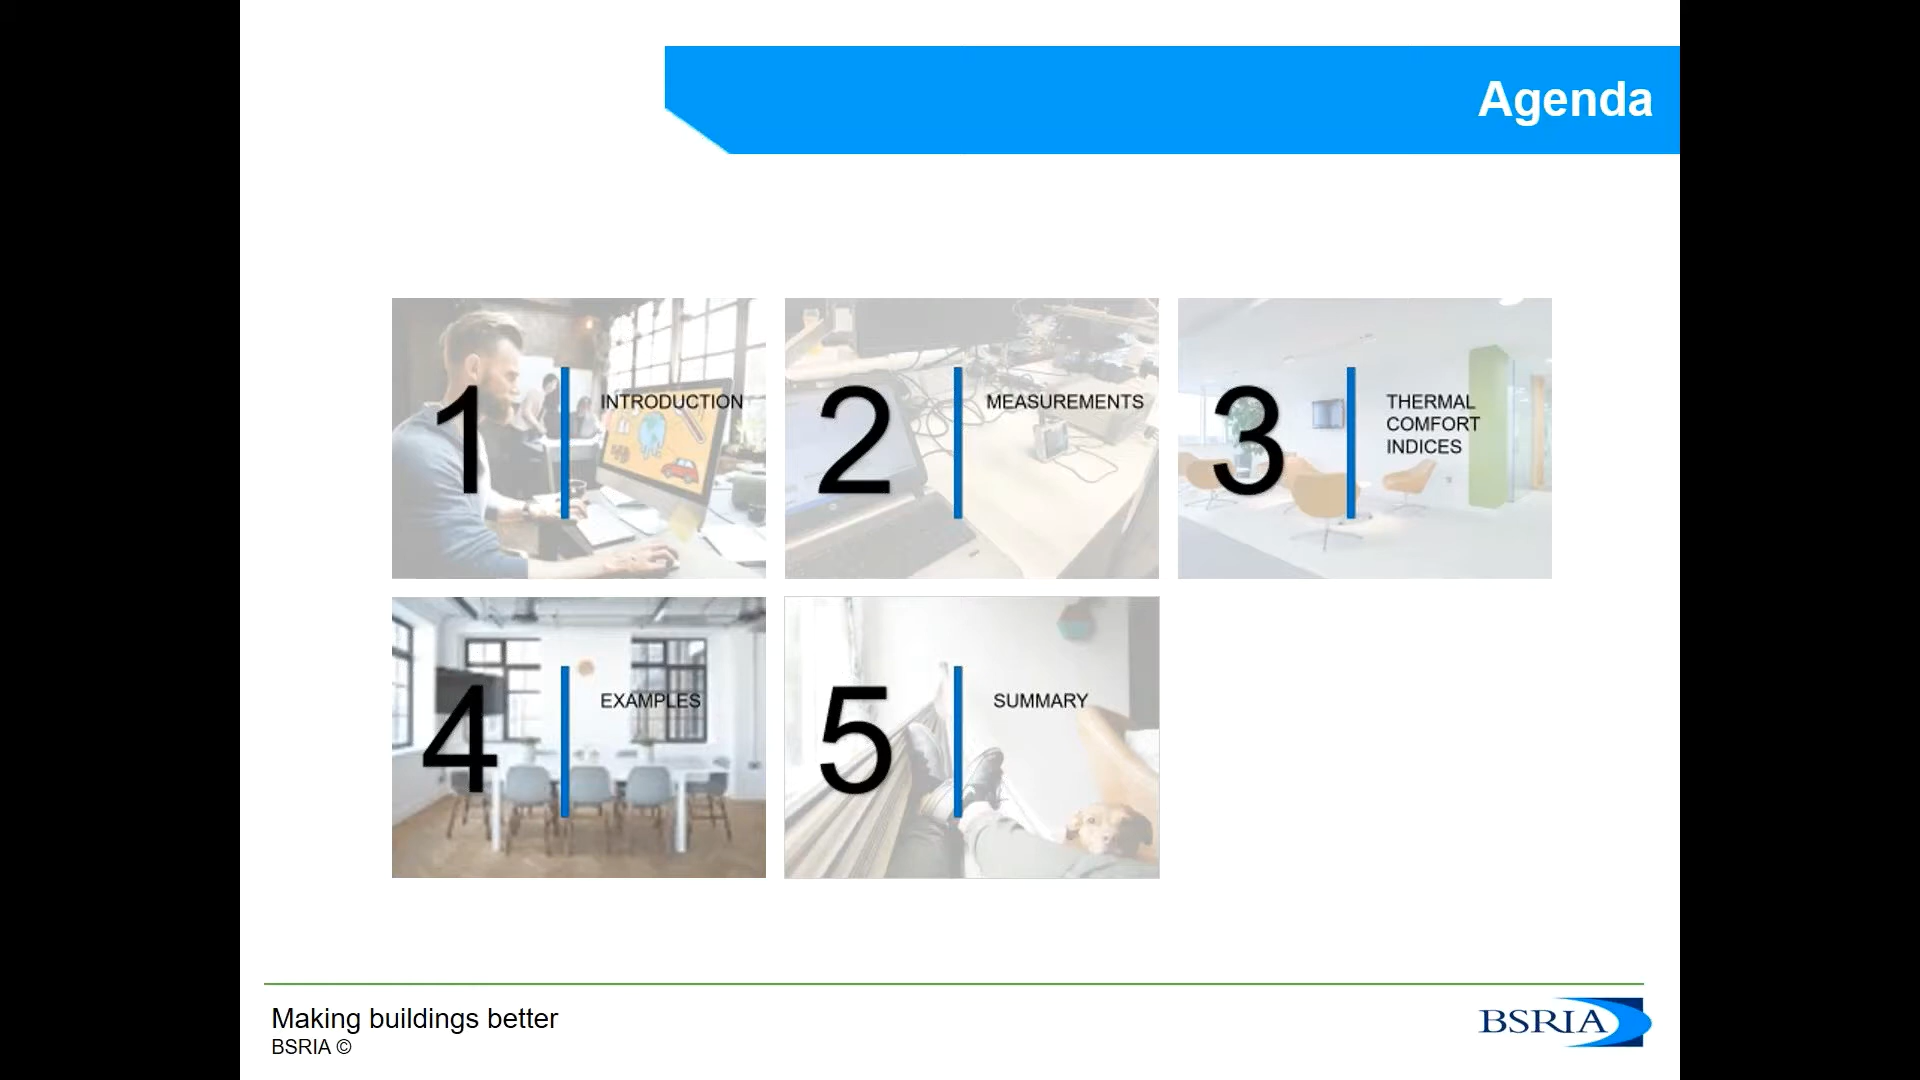 Agenda
1
INTRODUCTION
2
MEASUREMENTS
3
THERMAL
COMFORT
INDICES
4
EXAMPLES
5
SUMMARY
Making buildings better
BSRIA ©
BSRIA